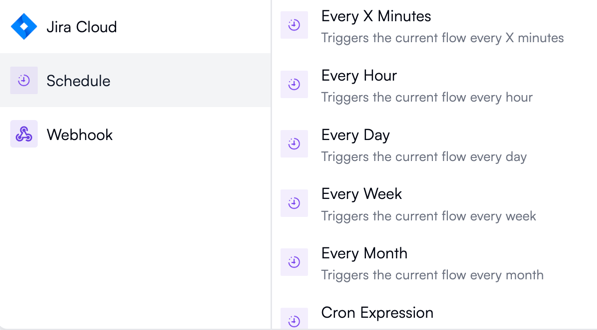 Jira Cloud
Schedule
Webhook
Every X Minutes
Triggers the current flow every X minutes
Every Hour
Triggers the current flow every hour
Every Day
Triggers the current flow every day
Every Week
Triggers the current flow every week
Every Month
Triggers the current flow every month
Cron Expression